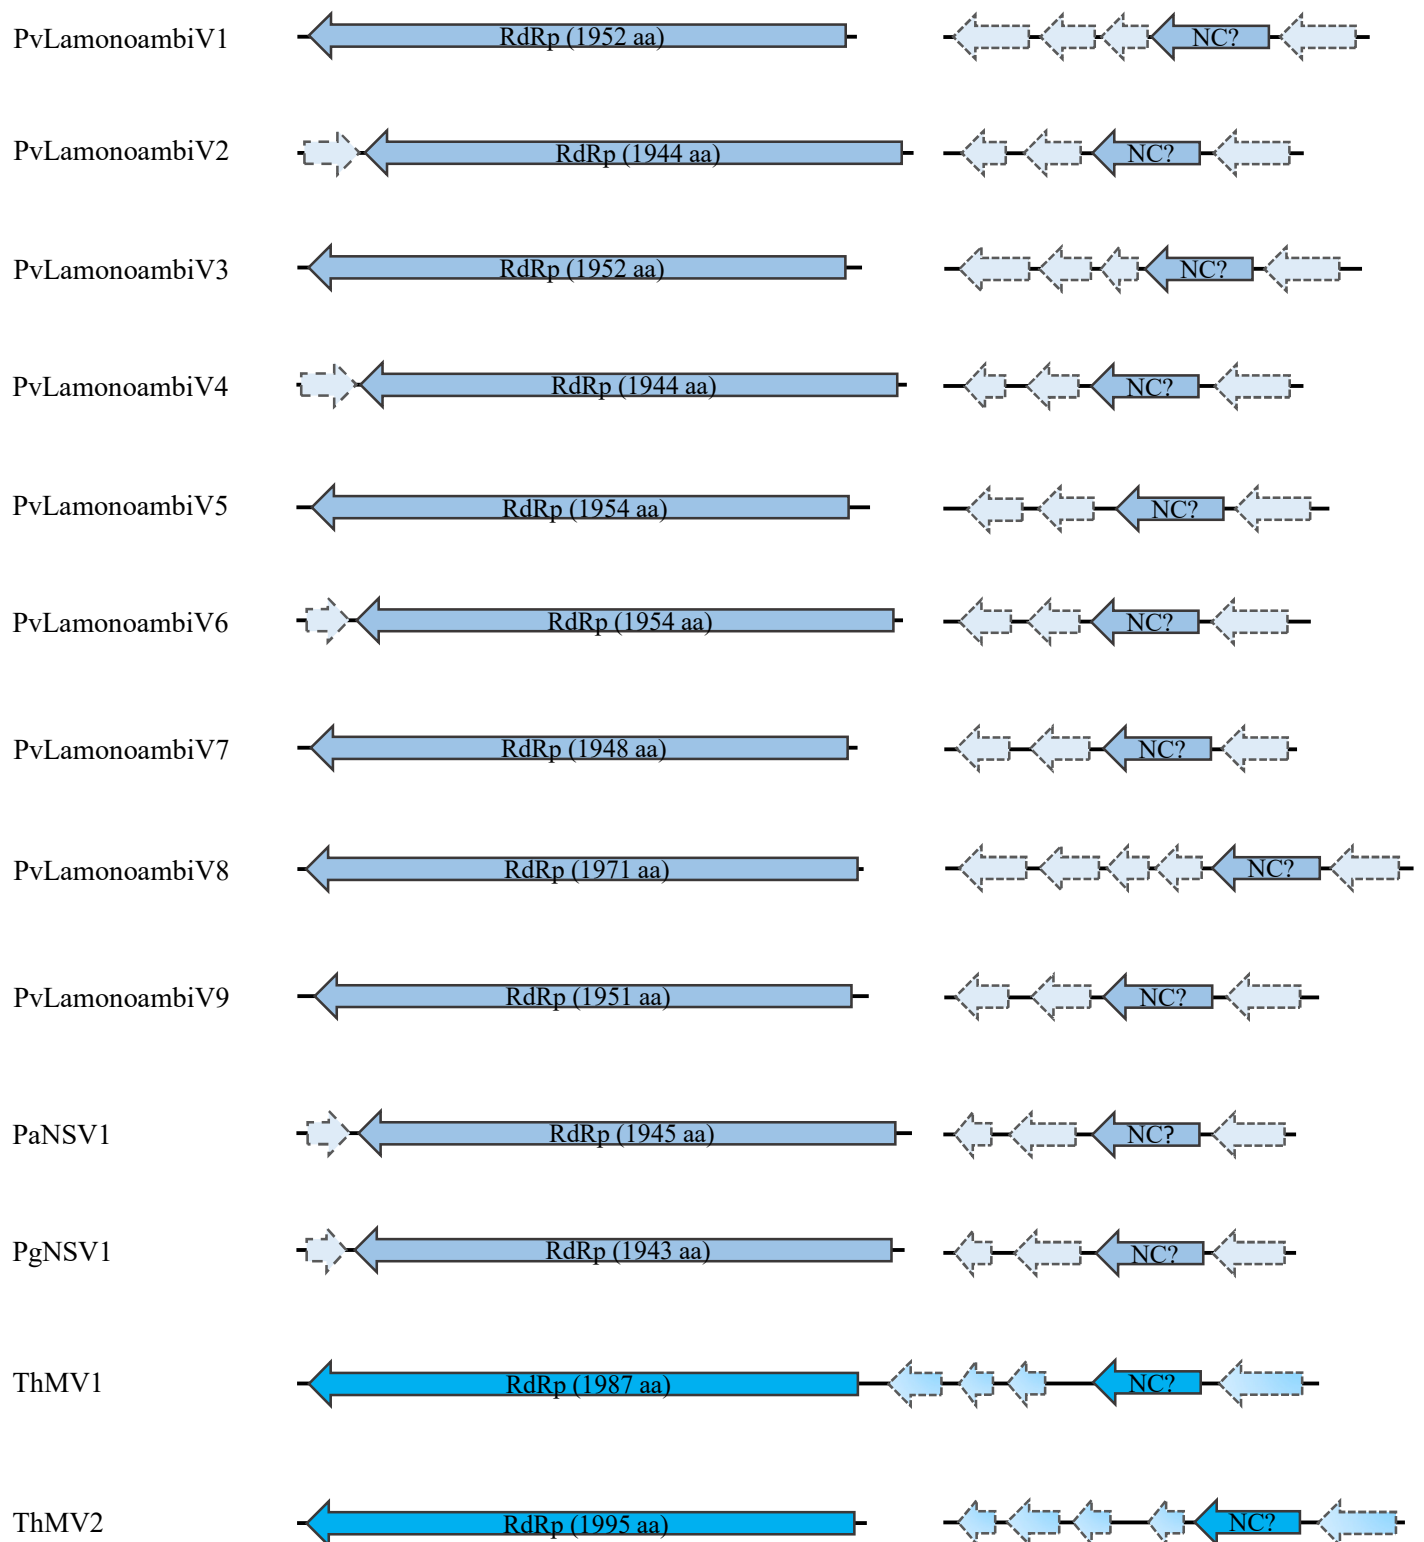 PvLamonoambiV1 RdRp (1952 aa) NC?
PvLamonoambiV2 RdRp (1944 aa) NC?
PvLamonoambiV3 RdRp (1952 aa) NC?
PvLamonoambiV4 RdRp (1944 aa) NC?
PvLamonoambiV5 RdRp (1954 aa) NC?
PvLamonoambiV6 RdRp (1954 aa) NC?
PvLamonoambiV7 RdRp (1948 aa) NC?
PvLamonoambiV8 RdRp (1971 aa) NC?
PvLamonoambiV9 RdRp (1951 aa) NC?
PaNSV1 RdRp (1945 aa) NC?
PgNSV1 RdRp (1943 aa) NC?
ThMV1 RdRp (1987 aa) NC?
ThMV2 RdRp (1995 aa) NC?